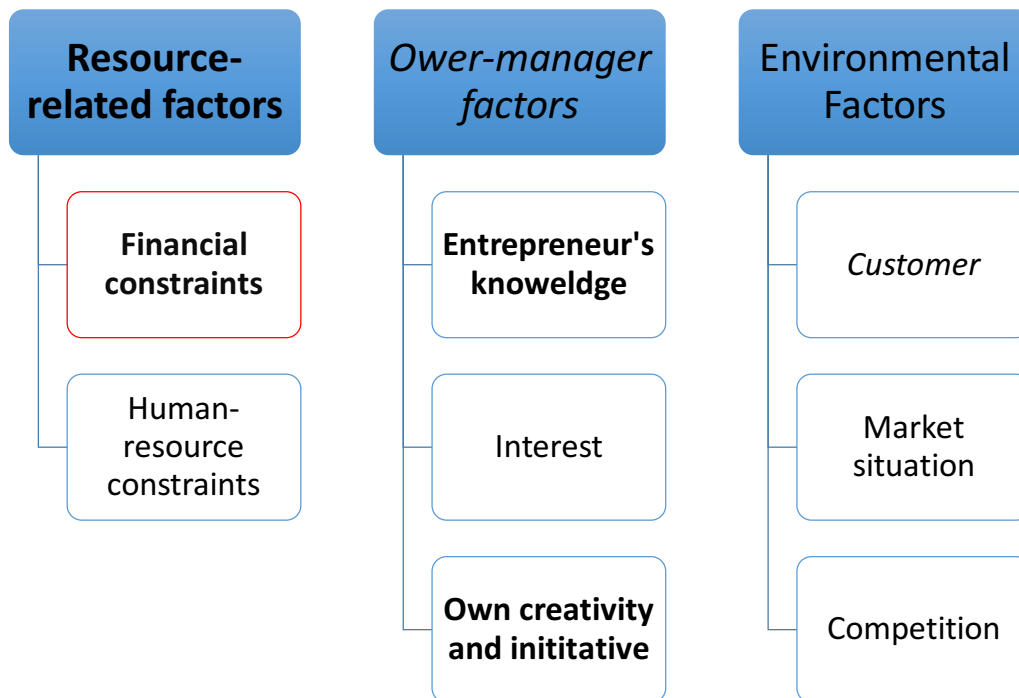 Resource-
related factors
Financial
constraints
Human-
resource
constraints
Ower-manager
factors
Entrepreneur's
knoweldge
Interest
Own creativity
and inititative
Environmental
Factors
Customer
Market
situation
Competition